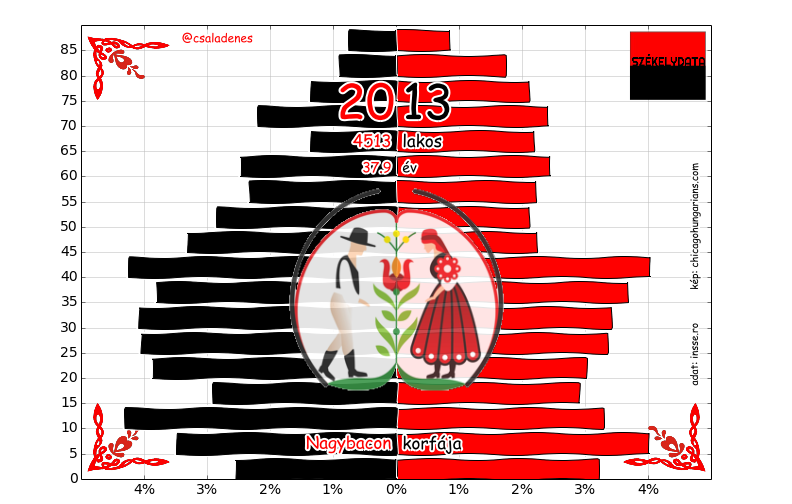 @csaladenes
SZÉKELYDATA
2013
4513 lakos
37.9 év
kép: chicagohungarians.com
adat: insse.ro
Nagybacon korfája
85
80
75
70
65
60
55
50
45
40
35
30
25
20
15
10
5
0
4% 3% 2% 1% 0% 1% 2% 3% 4%